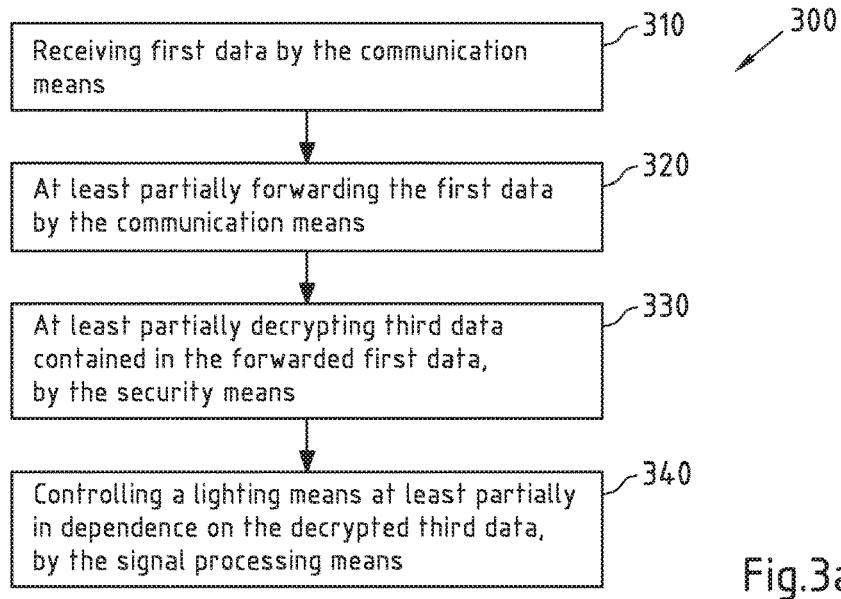 300
310
Receiving first data by the communication
means
320
At least partially forwarding the first data
by the communication means
330
At least partially decrypting third data
contained in the forwarded first data,
by the security means
340
Controlling a lighting means at least partially
in dependence on the decrypted third data,
by the signal processing means
Fig.3a